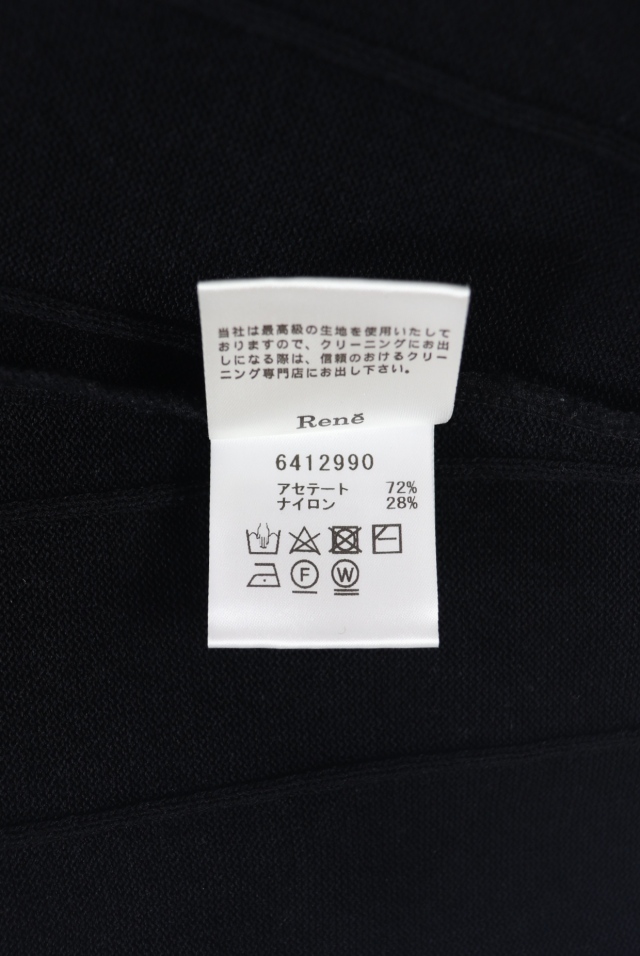 当社は最高級の生地を使用いたして
おりますので、クリーニングにお出
しになる際は、信頼のおけるクリー
ニング専門店にお出し下さい。
René
6412990
アセテート 72%
ナイロン 28%
F W